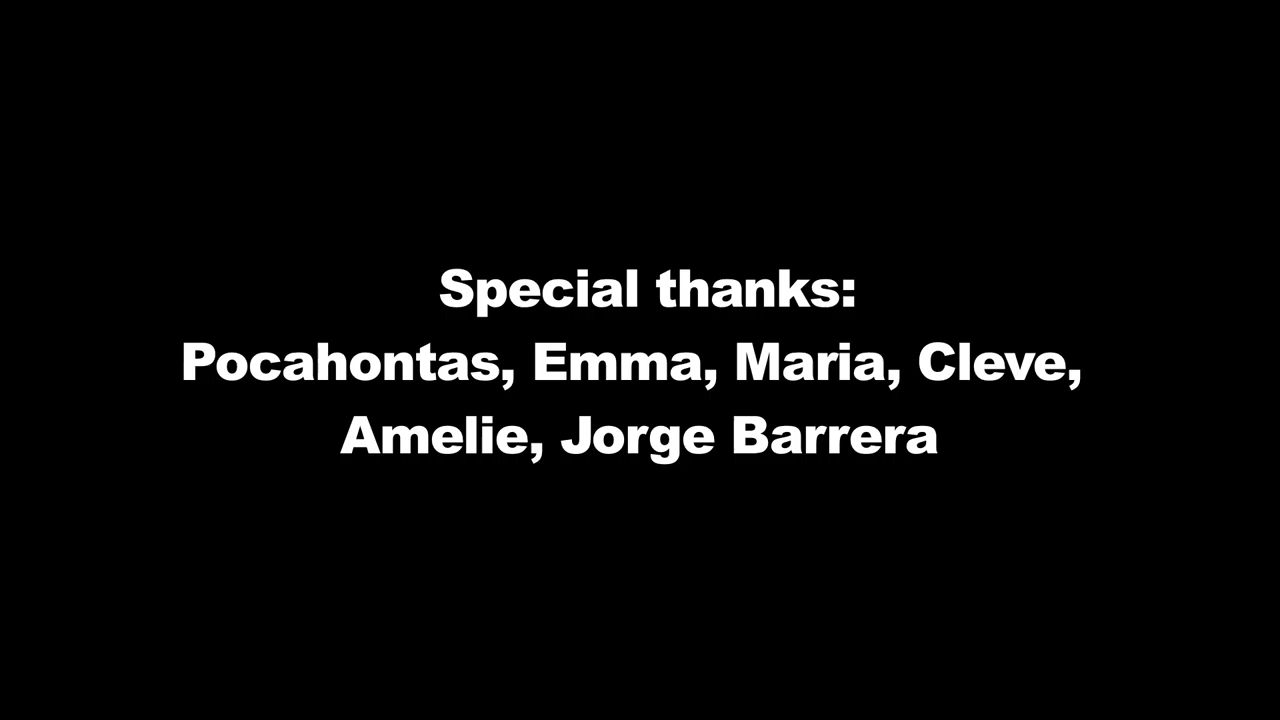 Special thanks:
Pocahontas, Emma, Maria, Cleve,
Amelie, Jorge Barrera